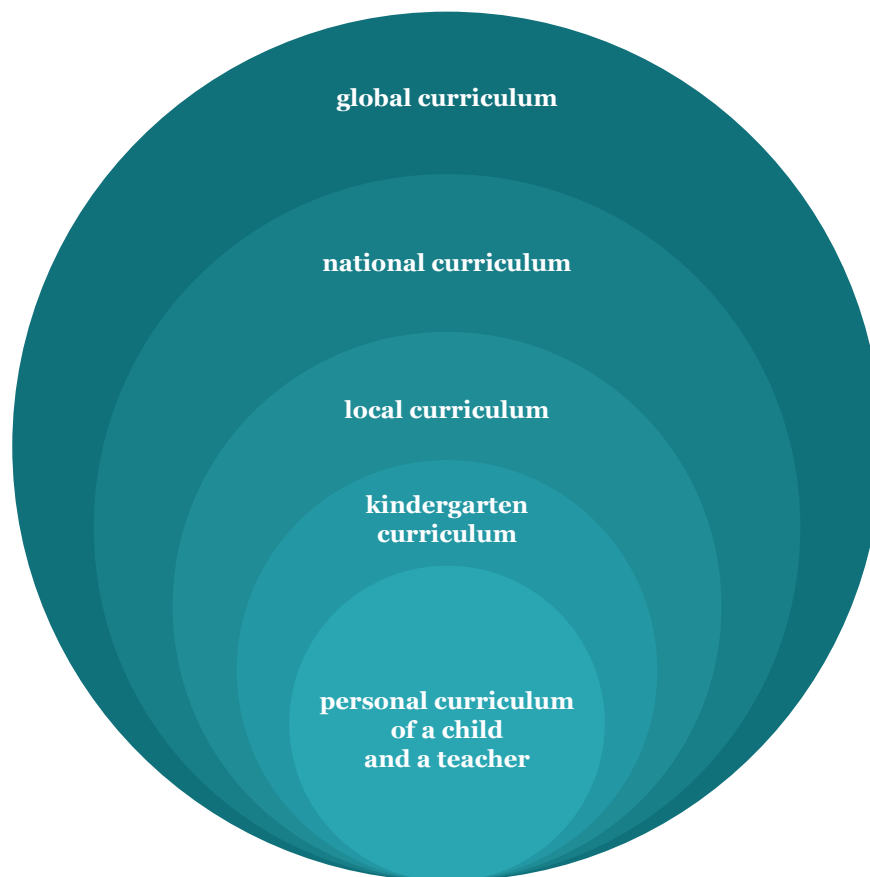 global curriculum
national curriculum
local curriculum
kindergarten
curriculum
personal curriculum
of a child
and a teacher